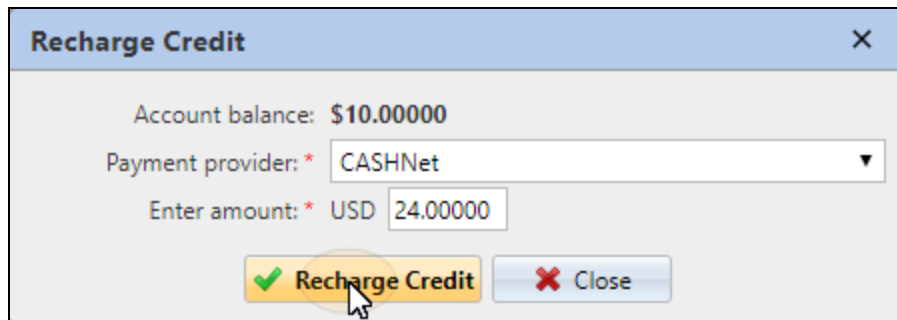 Recharge Credit
Account balance: $10.00000
Payment provider: * CASHNet
Enter amount: * USD 24.00000
Recharge Credit Close